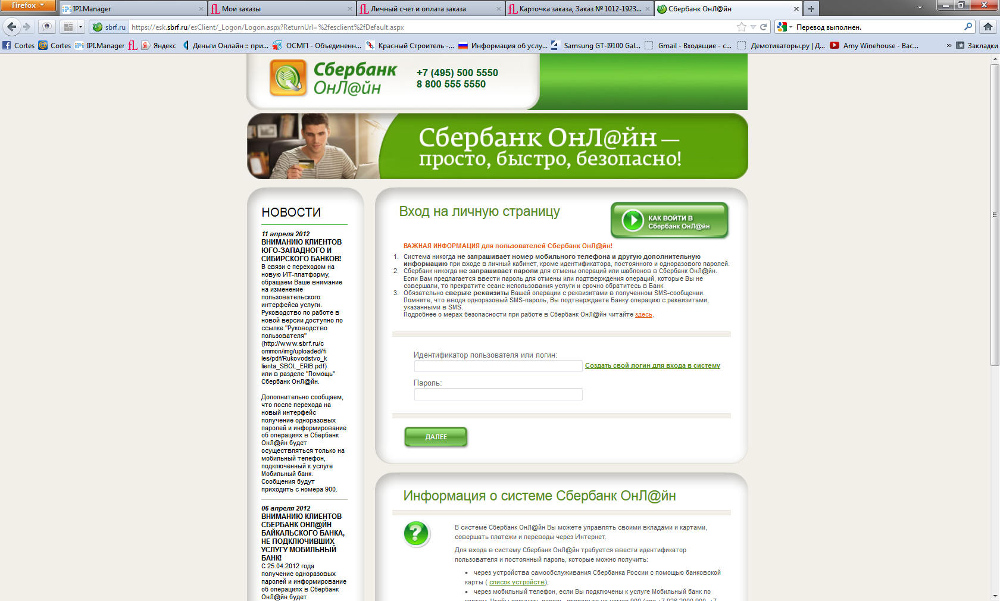 Firefox
IPI.Manager
Мои заказы
Личный счет и оплата заказа
Карточка заказа, Заказ № 1012-1923...
Сбербанк ОнЛ@йн
sbrf.ru
https://esk.sbrf.ru/esClient/_Logon/Logon.aspx?ReturnUrl=%2fesclient%2fDefault.aspx
Перевод выполнен.
Cortes
Cortes
IPI.Manager
Яндекс
Деньги Онлайн :: при...
ОСМП - Объединенн...
Красный Строитель -...
Информация об услу...
Samsung GT-I9100 Gal...
Gmail - Входящие - c...
Демотиваторы.ру | Д...
Amy Winehouse - Bac...
»
Закладки
Сбербанк
ОнЛ@йн
+7 (495) 500 5550
8 800 555 5550
Сбербанк ОнЛ@йн —
просто, быстро, безопасно!
НОВОСТИ
11 апреля 2012
ВНИМАНИЮ КЛИЕНТОВ
ЮГО-ЗАПАДНОГО И
СИБИРСКОГО БАНКОВ!
В связи с переходом на
новую ИТ-платформу,
обращаем Ваше внимание
на изменение
пользовательского
интерфейса услуги.
Руководство по работе в
новой версии доступно по
ссылке "Руководство
пользователя"
(http://www.sbrf.ru/c
ommon/img/uploaded/fi
les/pdf/Rukovodstvo_k
lienta_SBOL_ERIB.pdf)
или в разделе "Помощь"
Сбербанк ОнЛ@йн.
Дополнительно сообщаем,
что после перехода на
новый интерфейс
получение одноразовых
паролей и информирование
об операциях в Сбербанк
ОнЛ@йн будет
осуществляться только на
мобильный телефон,
подключенный к услуге
Мобильный банк.
Сообщения будут
приходить с номера 900.
06 апреля 2012
ВНИМАНИЮ КЛИЕНТОВ
СБЕРБАНК ОНЛ@ЙН
БАЙКАЛЬСКОГО БАНКА,
НЕ ПОДКЛЮЧИВШИХ
УСЛУГУ МОБИЛЬНЫЙ
БАНК!
С 25.04.2012 года
получение одноразовых
паролей и информирование
об операциях в Сбербанк
ОнЛ@йн будет
Вход на личную страницу
КАК ВОЙТИ В
Сбербанк ОнЛ@йн
ВАЖНАЯ ИНФОРМАЦИЯ для пользователей Сбербанк ОнЛ@йн!
1. Система никогда не запрашивает номер мобильного телефона и другую дополнительную
информацию при входе в личный кабинет, кроме идентификатора, постоянного и одноразового паролей.
2. Сбербанк никогда не запрашивает пароли для отмены операций или шаблонов в Сбербанк ОнЛ@йн.
Если Вам предлагается ввести пароль для отмены или подтверждения операций, которые Вы не
совершали, то прекратите сеанс использования услуги и срочно обратитесь в Банк.
3. Обязательно сверьте реквизиты Вашей операции с реквизитами в полученном SMS-сообщении.
Помните, что вводя одноразовый SMS-пароль, Вы подтверждаете Банку операцию с реквизитами,
указанными в SMS.
Подробнее о мерах безопасности при работе в Сбербанк ОнЛ@йн читайте здесь.
Идентификатор пользователя или логин:
Создать свой логин для входа в систему
Пароль:
ДАЛЕЕ
Информация о системе Сбербанк ОнЛ@йн
?
В системе Сбербанк ОнЛ@йн Вы можете управлять своими вкладами и картами,
совершать платежи и переводы через Интернет.
Для входа в систему Сбербанк ОнЛ@йн требуется ввести идентификатор
пользователя и постоянный пароль, которые можно получить:
• через устройства самообслуживания Сбербанка России с помощью банковской
карты ( список устройств);
• через мобильный телефон, если Вы подключены к услуге Мобильный банк по